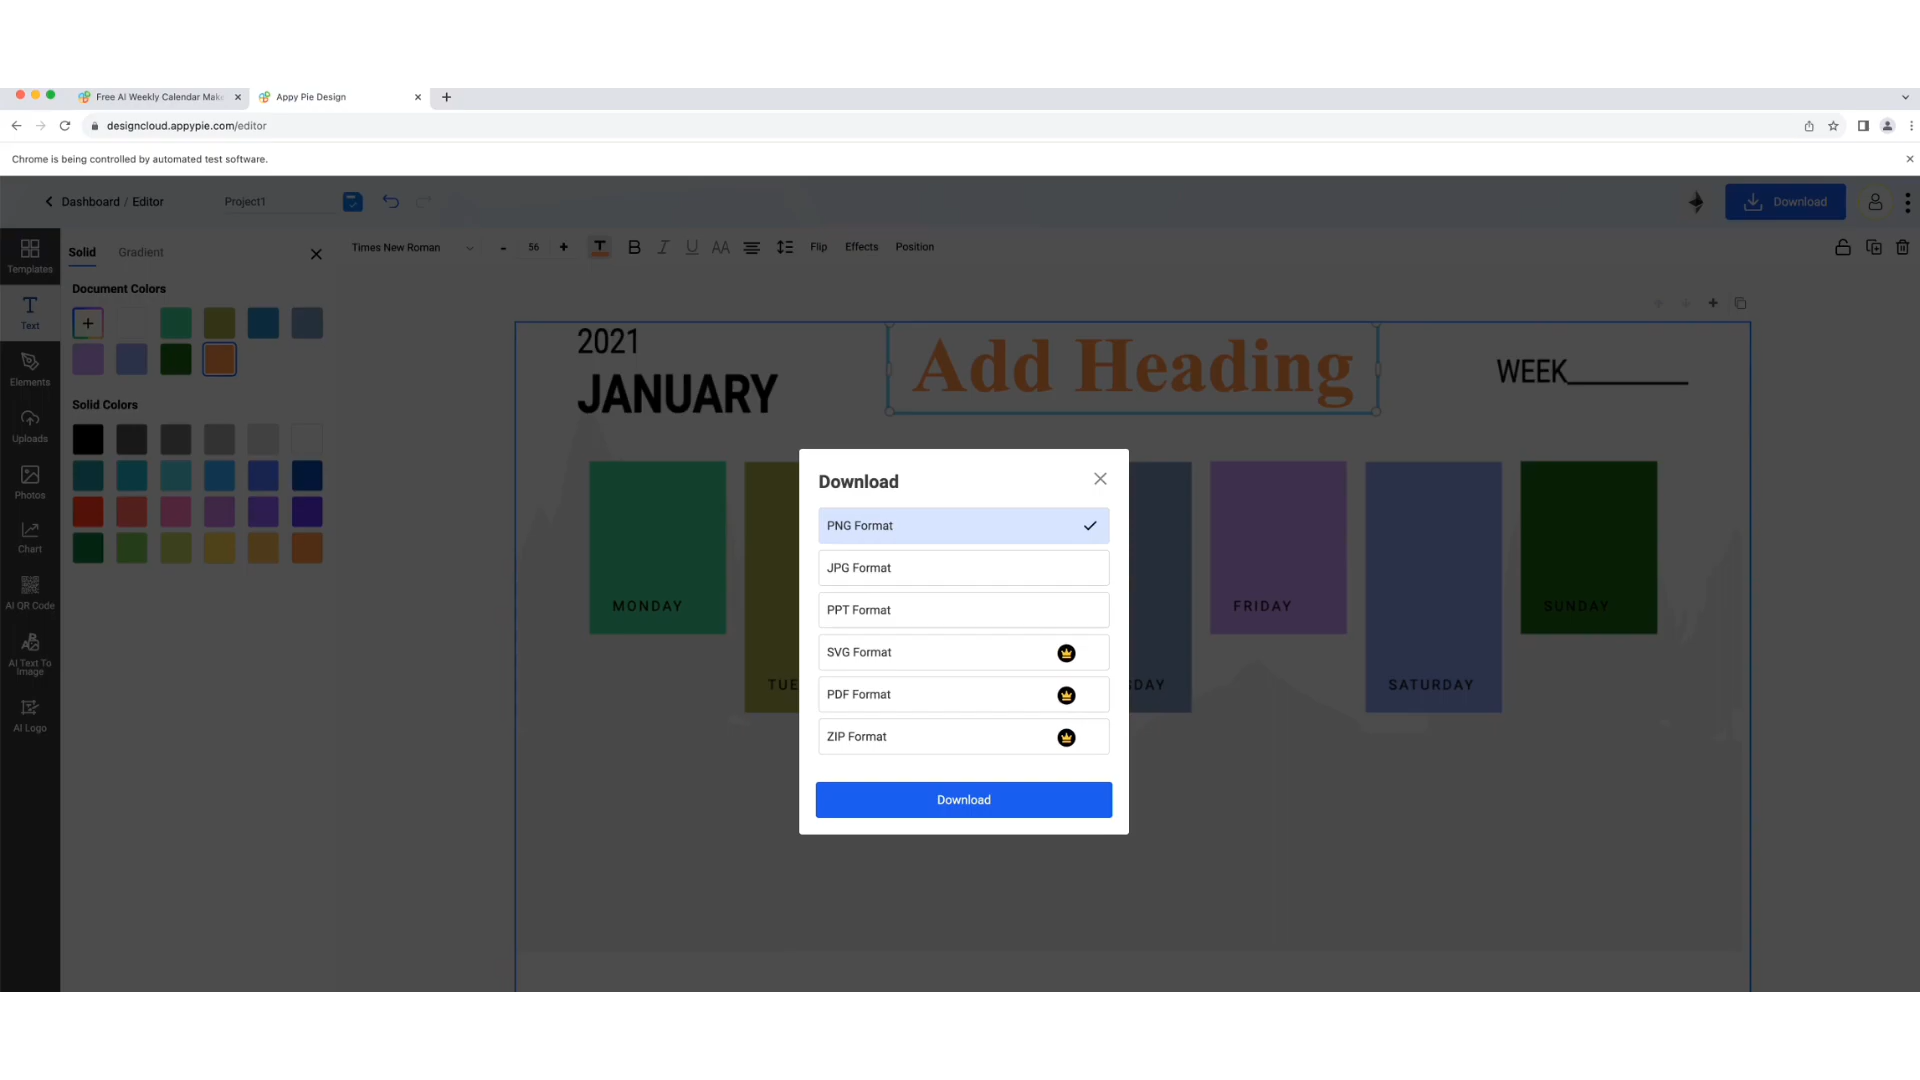 Free AI Weekly Calendar Make
Appy Pie Design
designcloud.appypie.com/editor
Chrome is being controlled by automated test software.
Dashboard / Editor
Project1
Download
Templates
Text
Elements
Uploads
Photos
Chart
AI QR Code
AI Text To
Image
AI Logo
Solid
Gradient
Document Colors
Solid Colors
Times New Roman
- 56 +
T B I U AA
Flip
Effects
Position
2021
JANUARY
Add Heading
WEEK___________
MONDAY
TUE
DAY
FRIDAY
SATURDAY
SUNDAY
Download
PNG Format
JPG Format
PPT Format
SVG Format
PDF Format
ZIP Format
Download